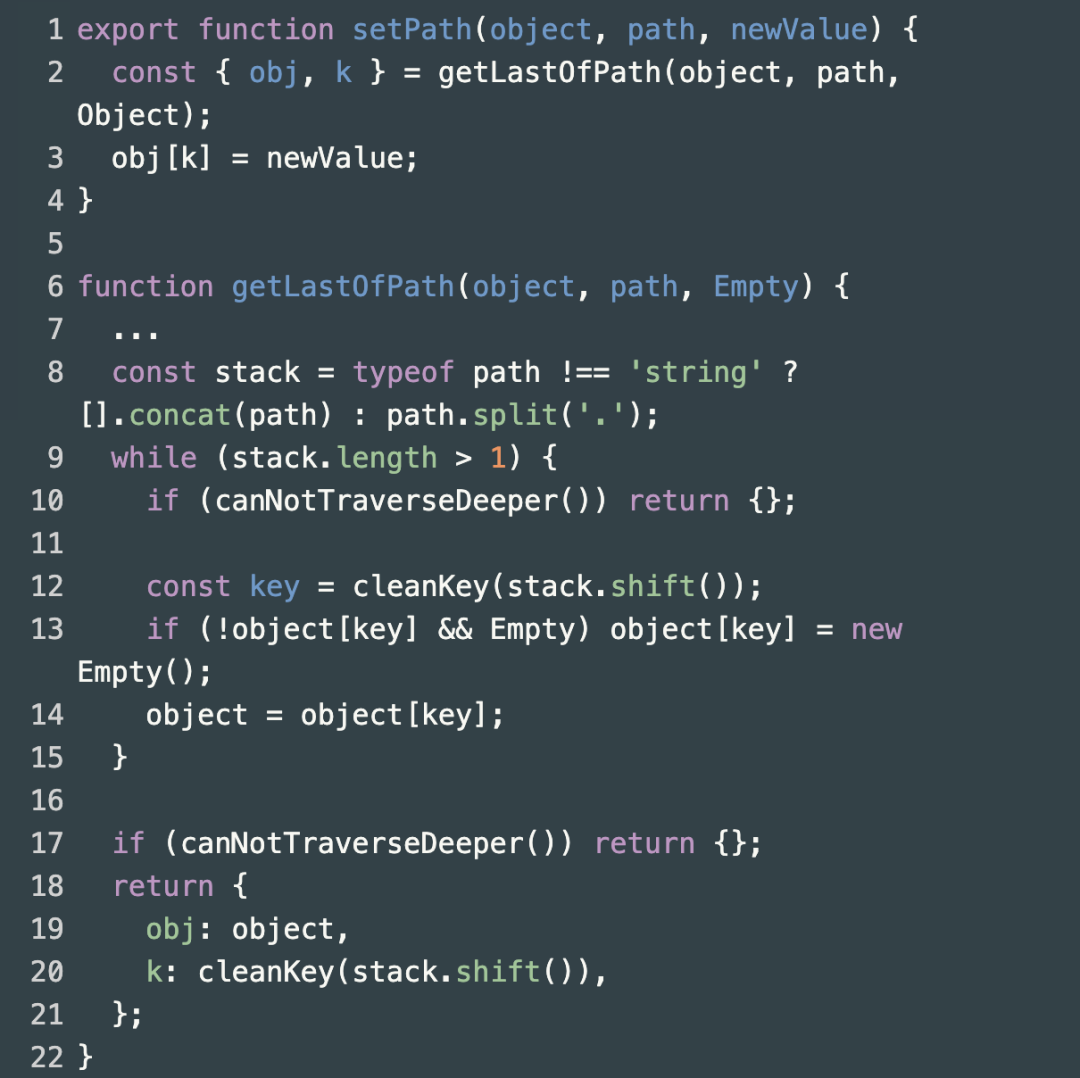 1 export function setPath(object, path, newValue) {
2   const { obj, k } = getLastOfPath(object, path,
Object);
3   obj[k] = newValue;
4 }
5
6 function getLastOfPath(object, path, Empty) {
7   ...
8   const stack = typeof path !== 'string' ?
[].concat(path) : path.split('.');
9   while (stack.length > 1) {
10     if (canNotTraverseDeeper()) return {};
11
12     const key = cleanKey(stack.shift());
13     if (!object[key] && Empty) object[key] = new
Empty();
14     object = object[key];
15   }
16
17   if (canNotTraverseDeeper()) return {};
18   return {
19     obj: object,
20     k: cleanKey(stack.shift()),
21   };
22 }